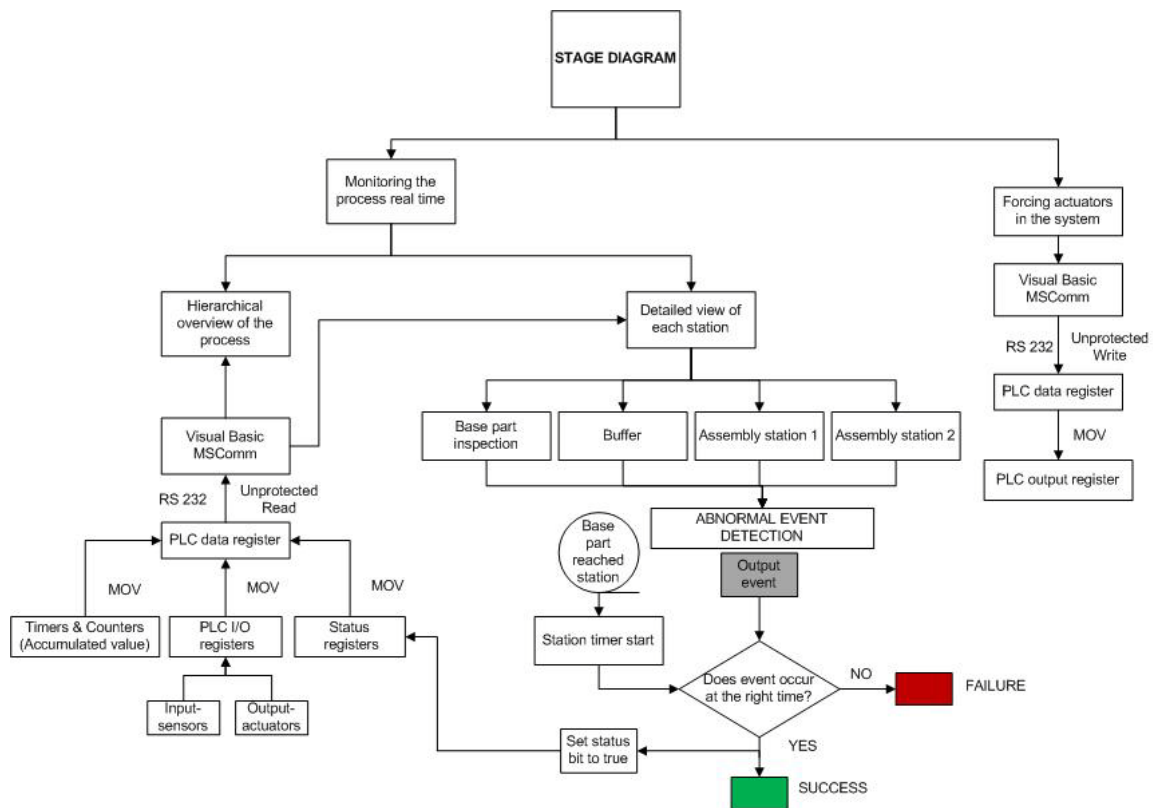 STAGE DIAGRAM
Monitoring the
process real time
Forcing actuators
in the system
Hierarchical
overview of the
process
Detailed view of
each station
Visual Basic
MSComm
RS 232
Unprotected
Write
PLC data register
MOV
PLC output register
Base part
inspection
Buffer
Assembly station 1
Assembly station 2
Visual Basic
MSComm
RS 232
Unprotected
Read
PLC data register
MOV
MOV
MOV
Timers & Counters
(Accumulated value)
PLC I/O
registers
Status
registers
Input-
sensors
Output-
actuators
ABNORMAL EVENT
DETECTION
Base
part
reached
station
Output
event
Station timer start
Does event occur
at the right time?
NO
FAILURE
YES
Set status
bit to true
SUCCESS